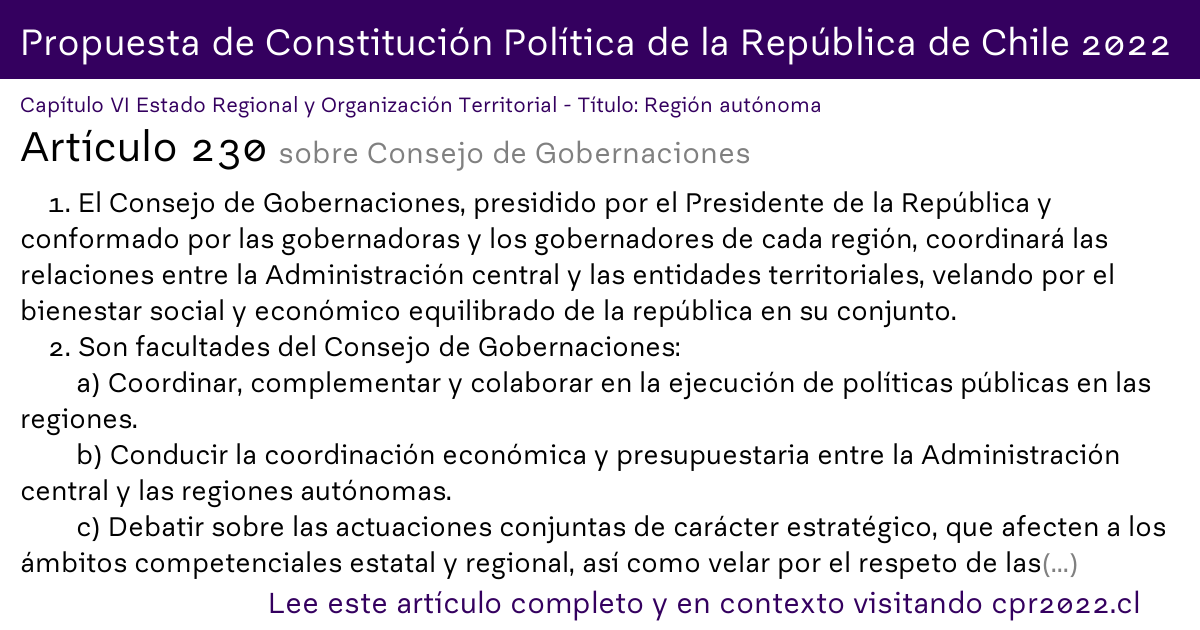 Propuesta de Constitución Política de la República de Chile 2022
Capítulo VI Estado Regional y Organización Territorial - Título: Región autónoma
Artículo 230 sobre Consejo de Gobernaciones
1. El Consejo de Gobernaciones, presidido por el Presidente de la República y
conformado por las gobernadoras y los gobernadores de cada región, coordinará las
relaciones entre la Administración central y las entidades territoriales, velando por el
bienestar social y económico equilibrado de la república en su conjunto.
2. Son facultades del Consejo de Gobernaciones:
a) Coordinar, complementar y colaborar en la ejecución de políticas públicas en las
regiones.
b) Conducir la coordinación económica y presupuestaria entre la Administración
central y las regiones autónomas.
c) Debatir sobre las actuaciones conjuntas de carácter estratégico, que afecten a los
ámbitos competenciales estatal y regional, así como velar por el respeto de las(...)
Lee este artículo completo y en contexto visitando cpr2022.cl